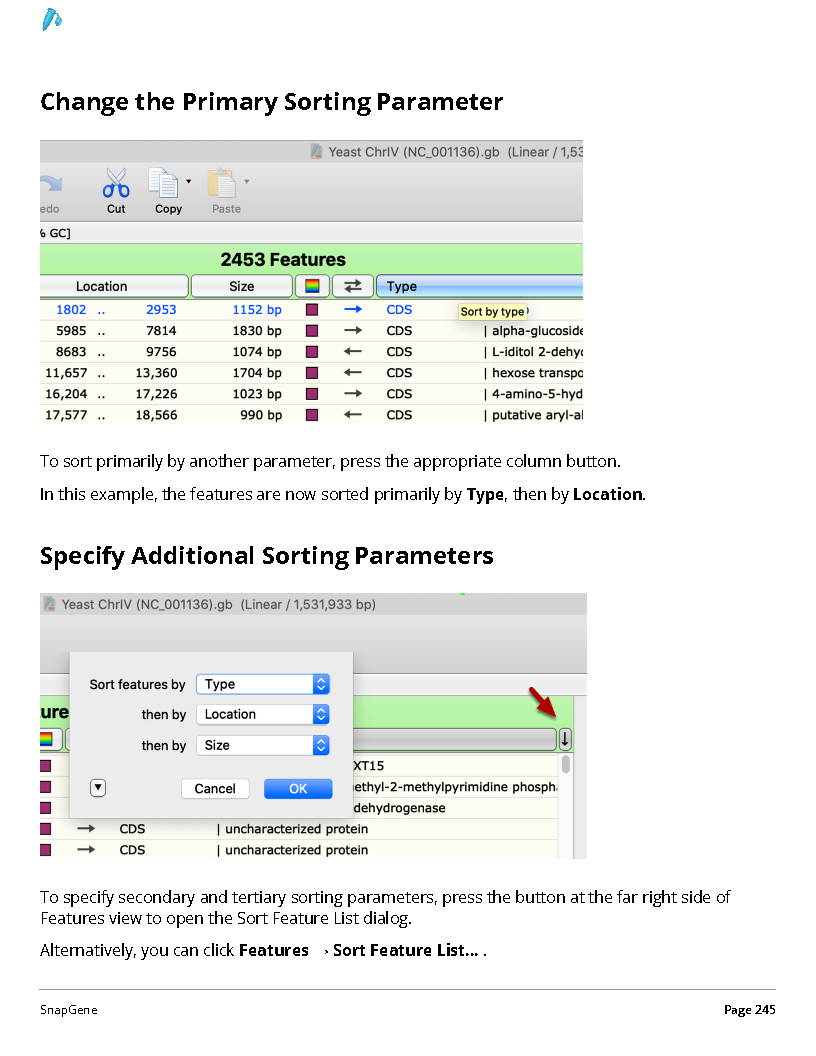 Change the Primary Sorting Parameter
Yeast ChrIV (NC_001136).gb (Linear / 1,53
edo Cut Copy Paste
% GC]
2453 Features
Location Size Type
1802 .. 2953 1152 bp CDS Sort by type
5985 .. 7814 1830 bp CDS | alpha-glucoside
8683 .. 9756 1074 bp CDS | L-iditol 2-dehyd
11,657 .. 13,360 1704 bp CDS | hexose transpo
16,204 .. 17,226 1023 bp CDS | 4-amino-5-hyd
17,577 .. 18,566 990 bp CDS | putative aryl-al
To sort primarily by another parameter, press the appropriate column button.
In this example, the features are now sorted primarily by Type, then by Location.
Specify Additional Sorting Parameters
Yeast ChrIV (NC_001136).gb (Linear / 1,531,933 bp)
Sort features by Type
ure
then by Location
then by Size
XT15
Cancel OK
ethyl-2-methylpyrimidine phosph
dehydrogenase
CDS | uncharacterized protein
CDS | uncharacterized protein
To specify secondary and tertiary sorting parameters, press the button at the far right side of
Features view to open the Sort Feature List dialog.
Alternatively, you can click Features → Sort Feature List... .
SnapGene Page 245